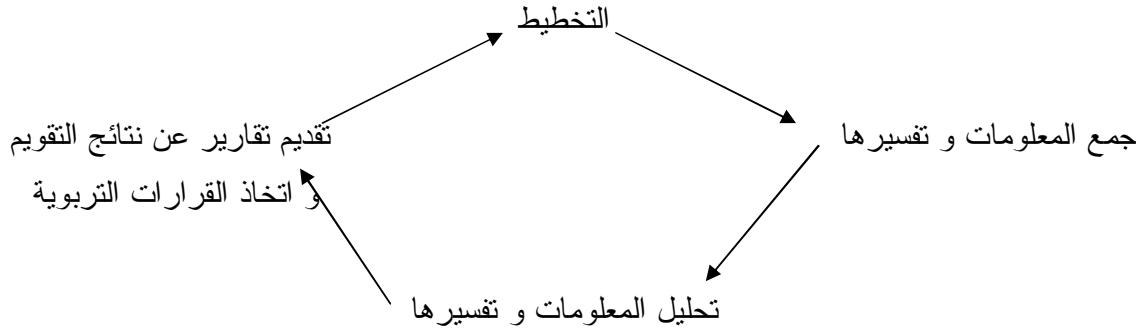 التخطيط
جمع المعلومات و تفسيرها
تقديم تقارير عن نتائج التقويم
و اتخاذ القرارات التربوية
تحليل المعلومات و تفسيرها